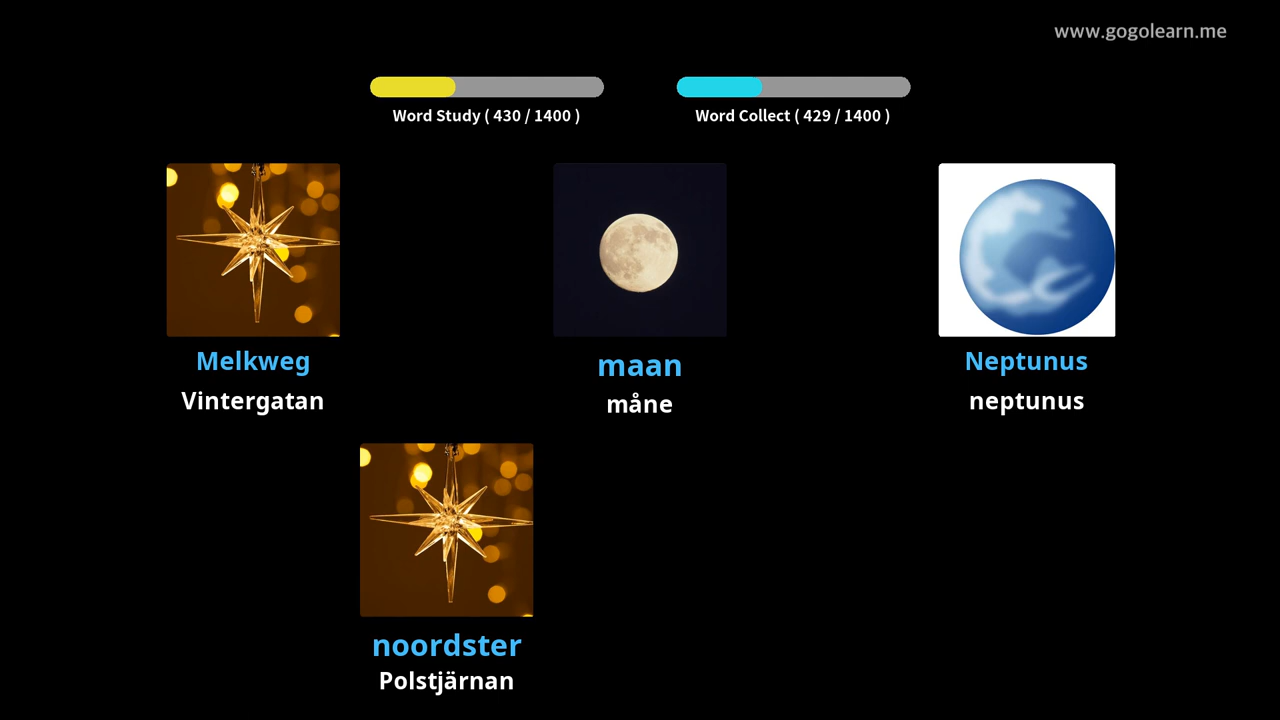 www.gogolearn.me
Word Study ( 430 / 1400 )
Word Collect ( 429 / 1400 )
Melkweg
Vintergatan
maan
måne
Neptunus
neptunus
noordster
Polstjärnan